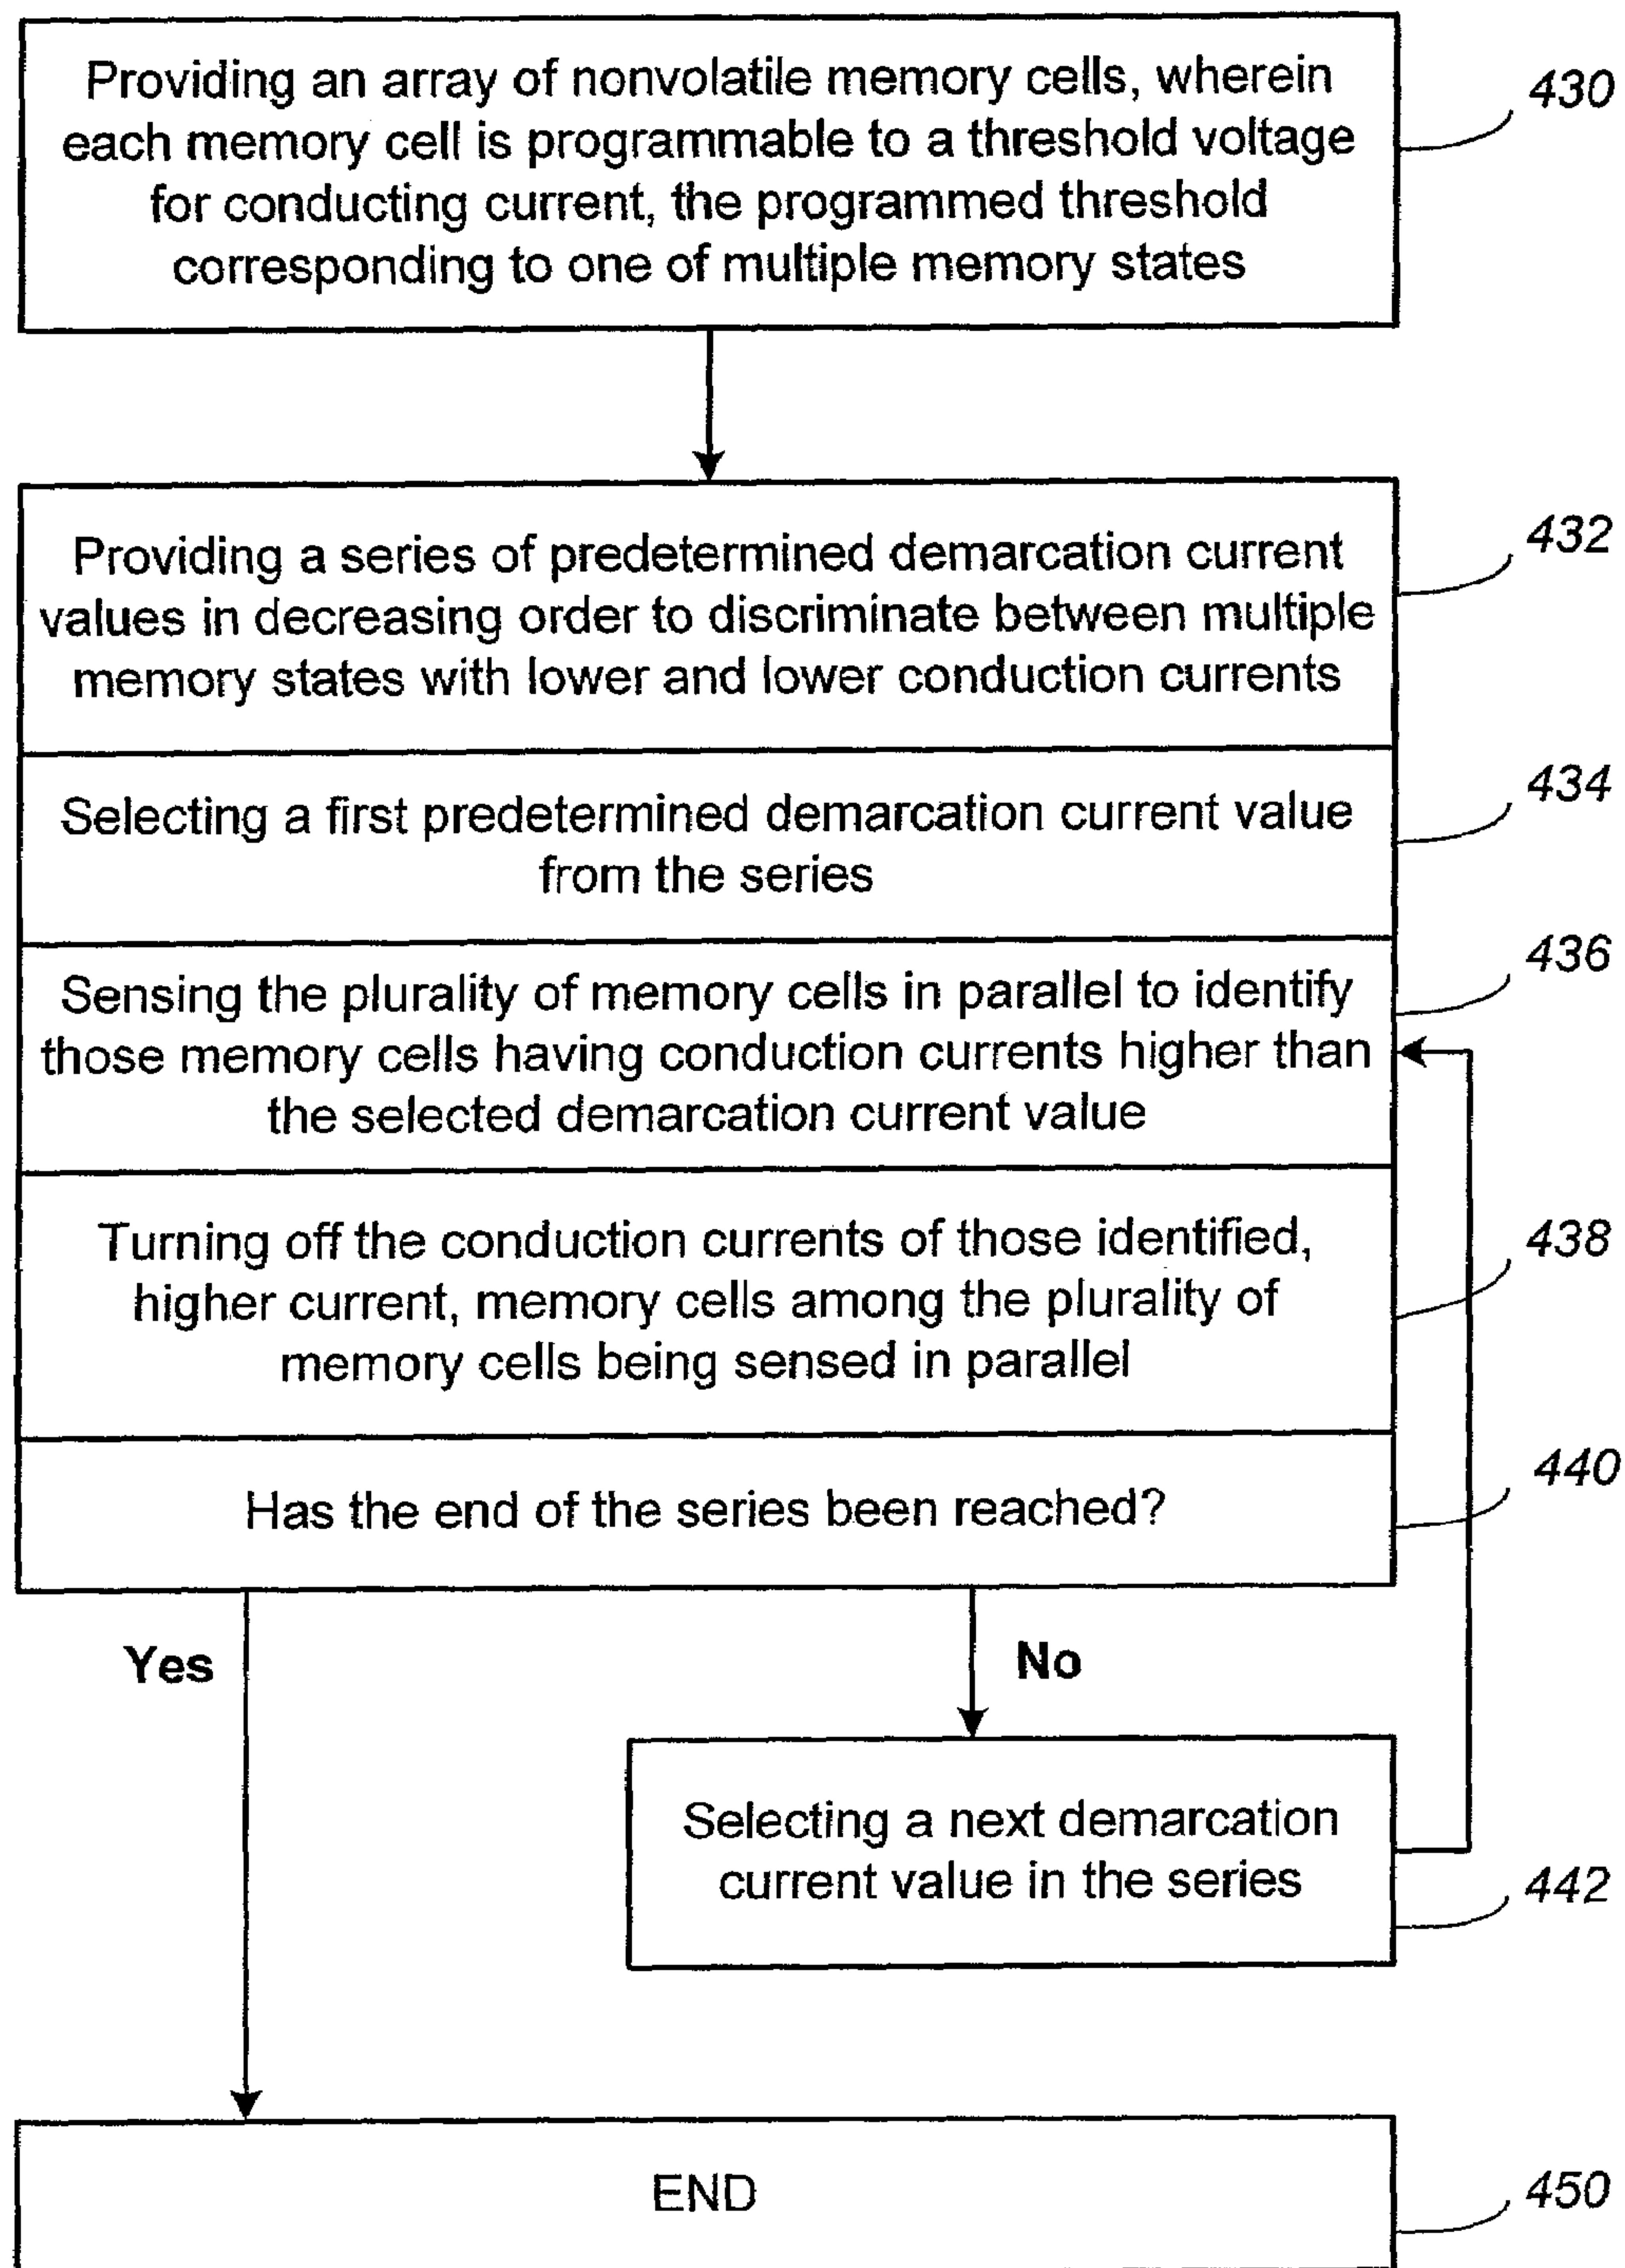 Providing an array of nonvolatile memory cells, wherein
each memory cell is programmable to a threshold voltage
for conducting current, the programmed threshold
corresponding to one of multiple memory states
430
Providing a series of predetermined demarcation current
values in decreasing order to discriminate between multiple
memory states with lower and lower conduction currents
432
Selecting a first predetermined demarcation current value
from the series
434
Sensing the plurality of memory cells in parallel to identify
those memory cells having conduction currents higher than
the selected demarcation current value
436
Turning off the conduction currents of those identified,
higher current, memory cells among the plurality of
memory cells being sensed in parallel
438
Has the end of the series been reached?
440
Yes
No
Selecting a next demarcation
current value in the series
442
END
450